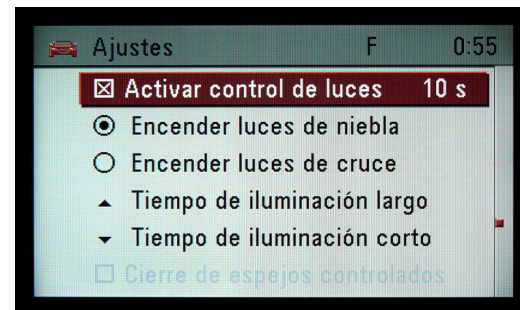 Ajustes F 0:55
Activar control de luces 10 s
Encender luces de niebla
Encender luces de cruce
Tiempo de iluminación largo
Tiempo de iluminación corto
Cierre de espejos controlados